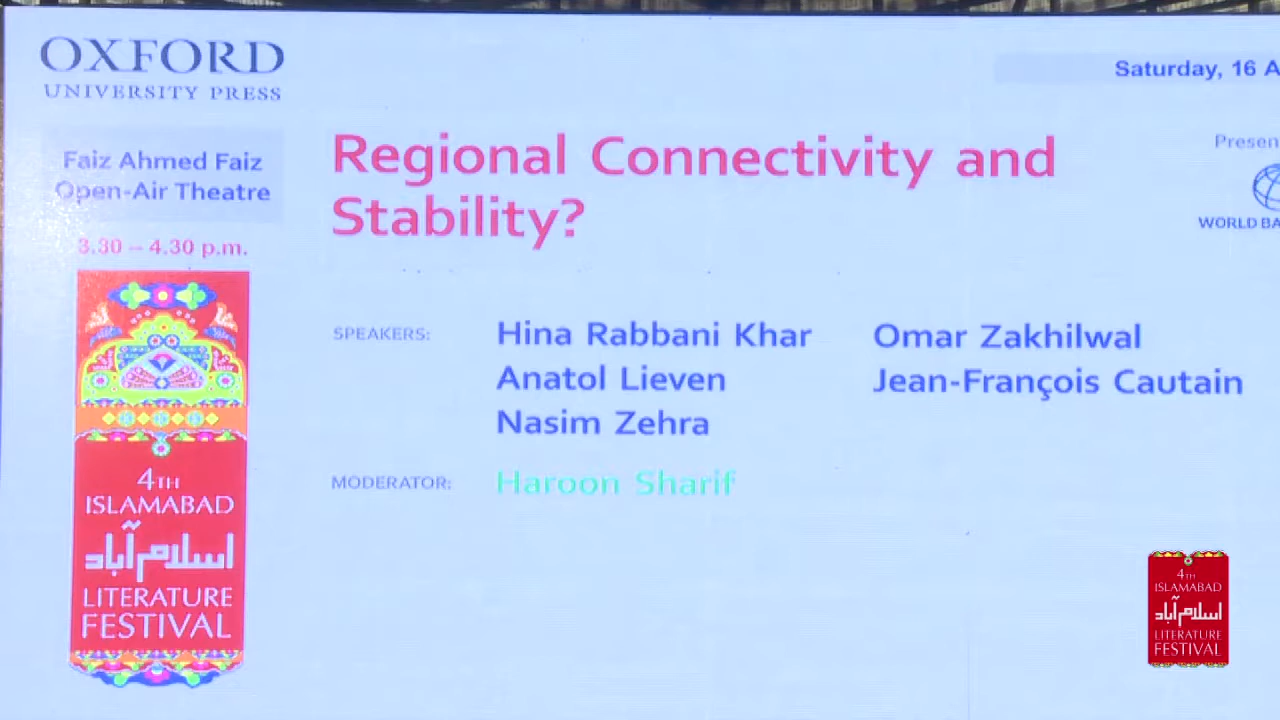 OXFORD
UNIVERSITY PRESS
Saturday, 16 A
Faiz Ahmed Faiz
Open-Air Theatre
3.30 – 4.30 p.m.
Regional Connectivity and
Stability?
Presen
WORLD BA
SPEAKERS:
Hina Rabbani Khar
Omar Zakhilwal
Anatol Lieven
Jean-François Cautain
Nasim Zehra
MODERATOR:
Haroon Sharif
4TH
ISLAMABAD
اسلام آباد
LITERATURE
FESTIVAL
4TH
ISLAMABAD
اسلام آباد
LITERATURE
FESTIVAL